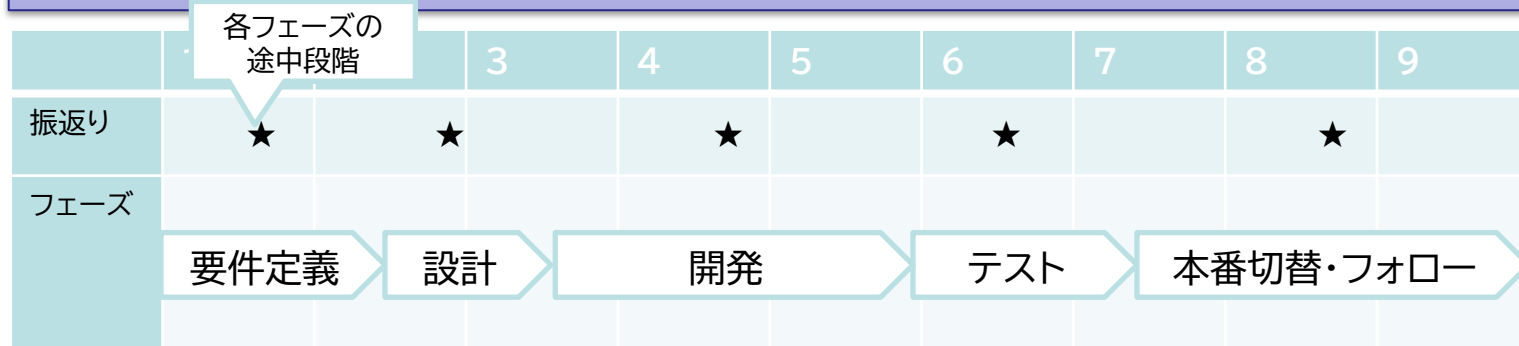 各フェーズの
途中段階
3 4 5 6 7 8 9
振返り ★ ★ ★ ★ ★
フェーズ
要件定義 設計 開発 テスト 本番切替・フォロー